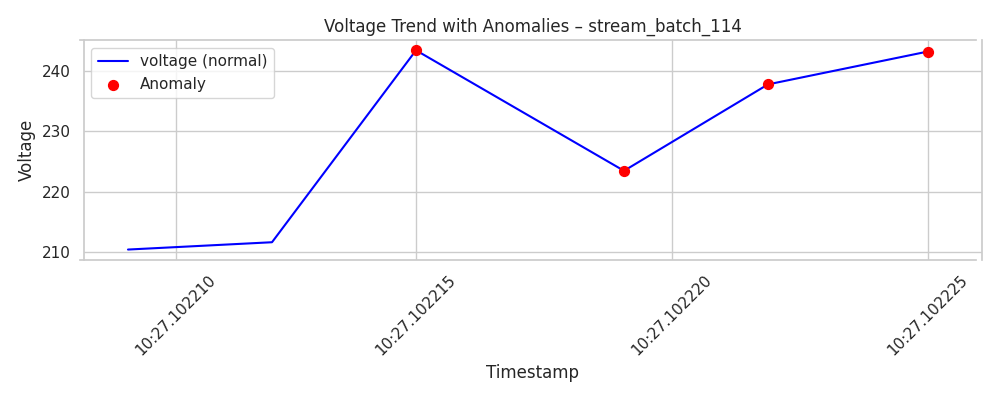 Voltage Trend with Anomalies – stream_batch_114
voltage (normal)
Anomaly
Voltage
240
230
220
210
10:27.102210
10:27.102215
10:27.102220
10:27.102225
Timestamp